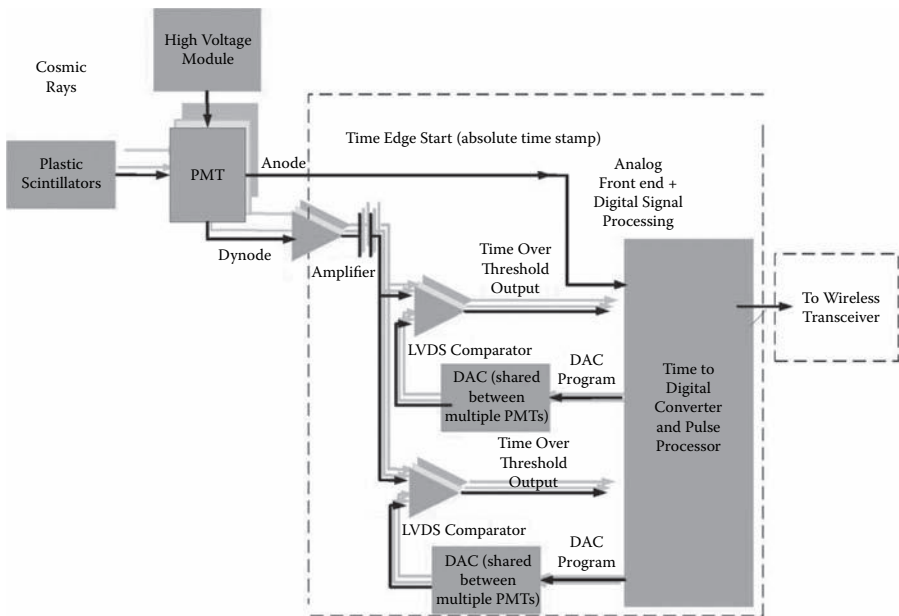 High Voltage
Module
Cosmic
Rays
Time Edge Start (absolute time stamp)
Plastic
Scintillators
PMT
Anode
Analog
Front end +
Digital Signal
Processing
Dynode
Amplifier
Time Over
Threshold
Output
To Wireless
Transceiver
LVDS Comparator
DAC (shared
between
multiple PMTs)
DAC
Program
Time to
Digital
Converter
and Pulse
Processor
Time Over
Threshold
Output
LVDS Comparator
DAC (shared
between
multiple PMTs)
DAC
Program